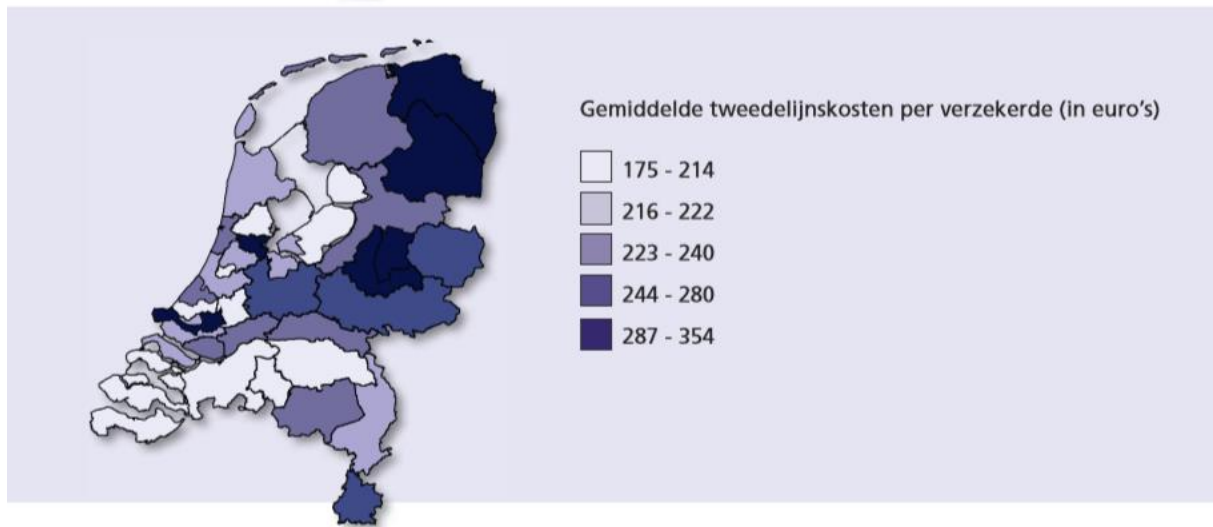 Gemiddelde tweedelijnskosten per verzekerde (in euro's)
175 - 214
216 - 222
223 - 240
244 - 280
287 - 354